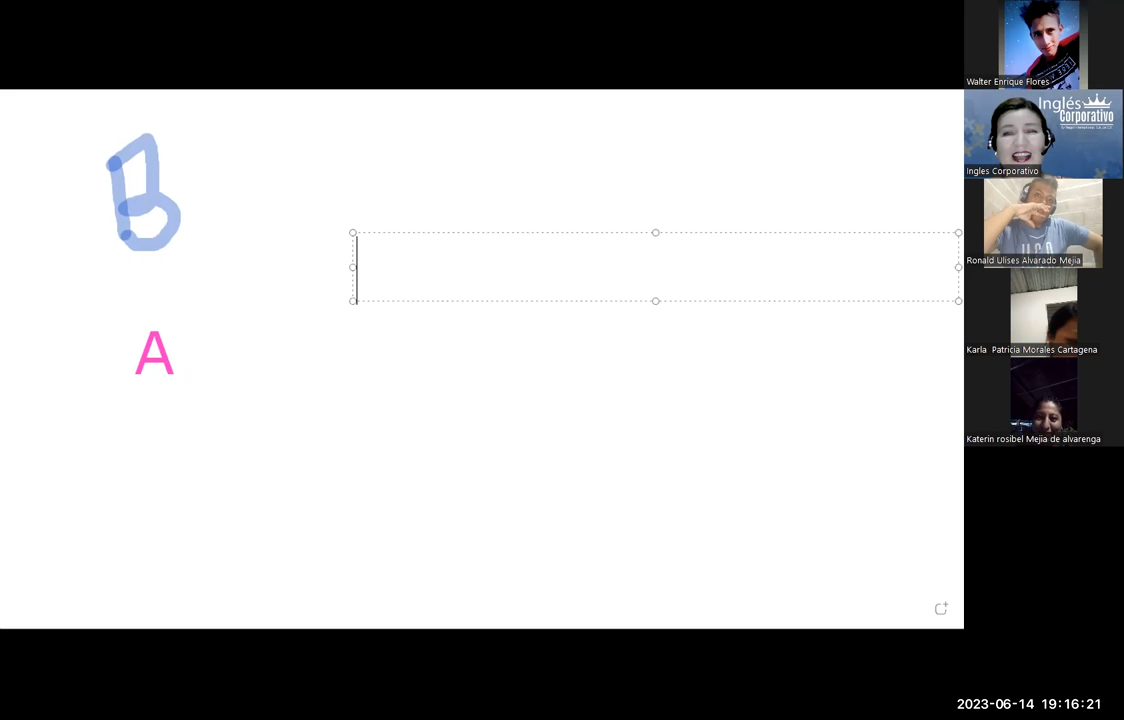 B
A
Walter Enrique Flores
Inglés
Corporativo
Ingles Corporativo
Ronald Ulises Alvarado Mejia
Karla Patricia Morales Cartagena
Katerin rosibel Mejia de alvarenga
2023-06-14 19:16:21